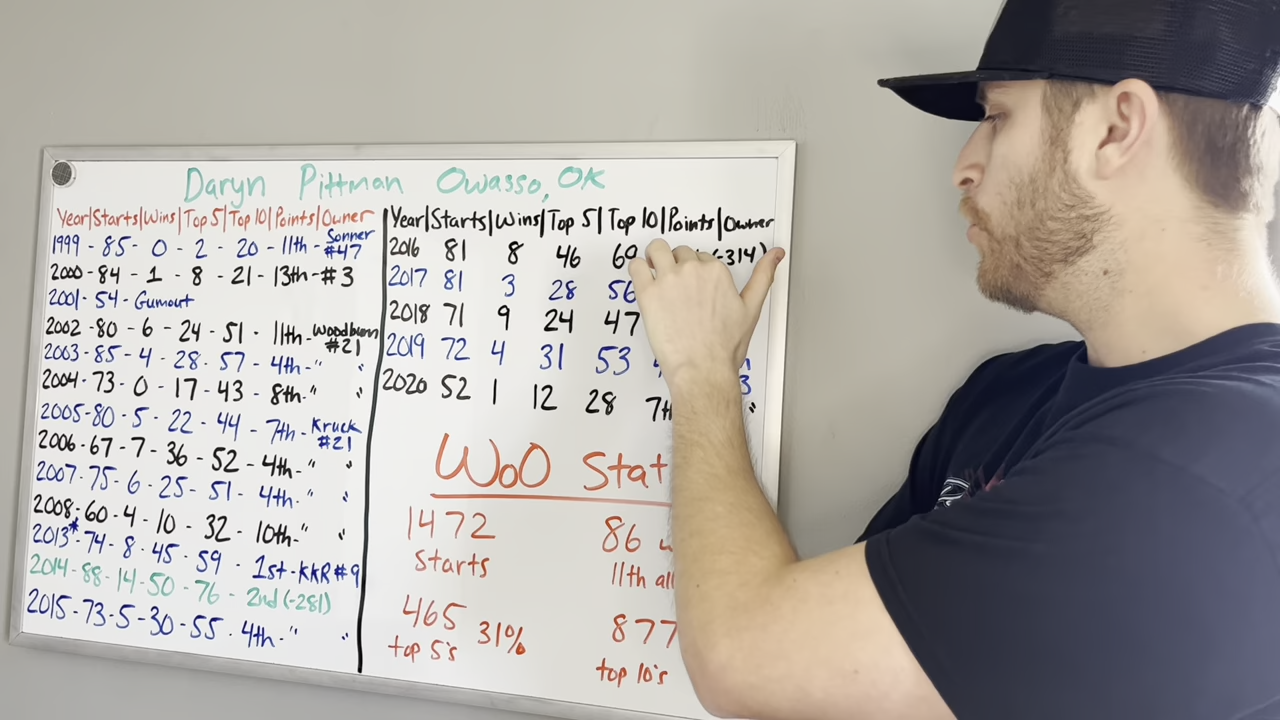 Daryn Pittman Owasso, OK
Year|Starts|Wins|Top 5|Top 10|Points|Owner
1999 - 85 - 0 - 2 - 20 - 11th - Sonner #47
2000 - 84 - 1 - 8 - 21 - 13th - #3
2001 - 54 - Gumout
2002 - 80 - 6 - 24 - 51 - 11th - Woodburn #21
2003 - 85 - 4 - 28 - 57 - 4th - " "
2004 - 73 - 0 - 17 - 43 - 8th - " "
2005 - 80 - 5 - 22 - 44 - 7th - Kruck #21
2006 - 67 - 7 - 36 - 52 - 4th - " "
2007 - 75 - 6 - 25 - 51 - 4th - " "
2008 - 60 - 4 - 10 - 32 - 10th - " "
2013* - 74 - 8 - 45 - 59 - 1st - KKR #9
2014 - 88 - 14 - 50 - 76 - 2nd (-281)
2015 - 73 - 5 - 30 - 55 - 4th - " "
Year|Starts|Wins|Top 5|Top 10|Points|Owner
2016 81 8 46 69 (-314)
2017 81 3 28 56
2018 71 9 24 47
2019 72 4 31 53
2020 52 1 12 28 7th "
WoO Stat
1472 86
Starts 11th all
465 31% 877
top 5's top 10's